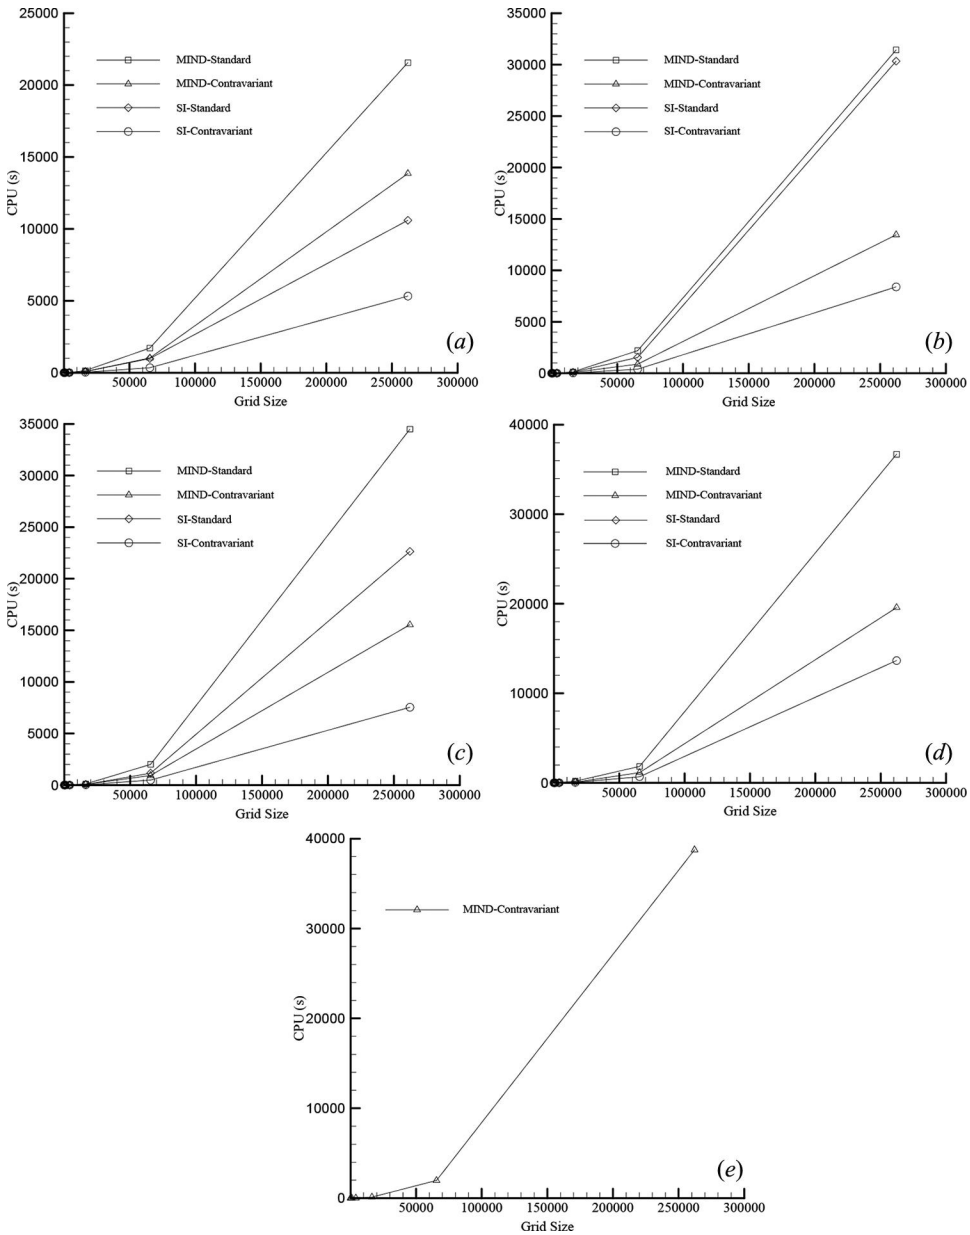 25000
20000
15000
10000
5000
0
CPU (s)
MIND-Standard
MIND-Contravariant
SI-Standard
SI-Contravariant
(a)
50000 100000 150000 200000 250000 300000
Grid Size
35000
30000
25000
20000
15000
10000
5000
0
CPU (s)
MIND-Standard
MIND-Contravariant
SI-Standard
SI-Contravariant
(b)
50000 100000 150000 200000 250000 300000
Grid Size
35000
30000
25000
20000
15000
10000
5000
0
CPU (s)
MIND-Standard
MIND-Contravariant
SI-Standard
SI-Contravariant
(c)
50000 100000 150000 200000 250000 300000
Grid Size
40000
30000
20000
10000
0
CPU (s)
MIND-Standard
MIND-Contravariant
SI-Standard
SI-Contravariant
(d)
50000 100000 150000 200000 250000 300000
Grid Size
40000
30000
20000
10000
0
CPU (s)
MIND-Contravariant
(e)
50000 100000 150000 200000 250000 300000
Grid Size